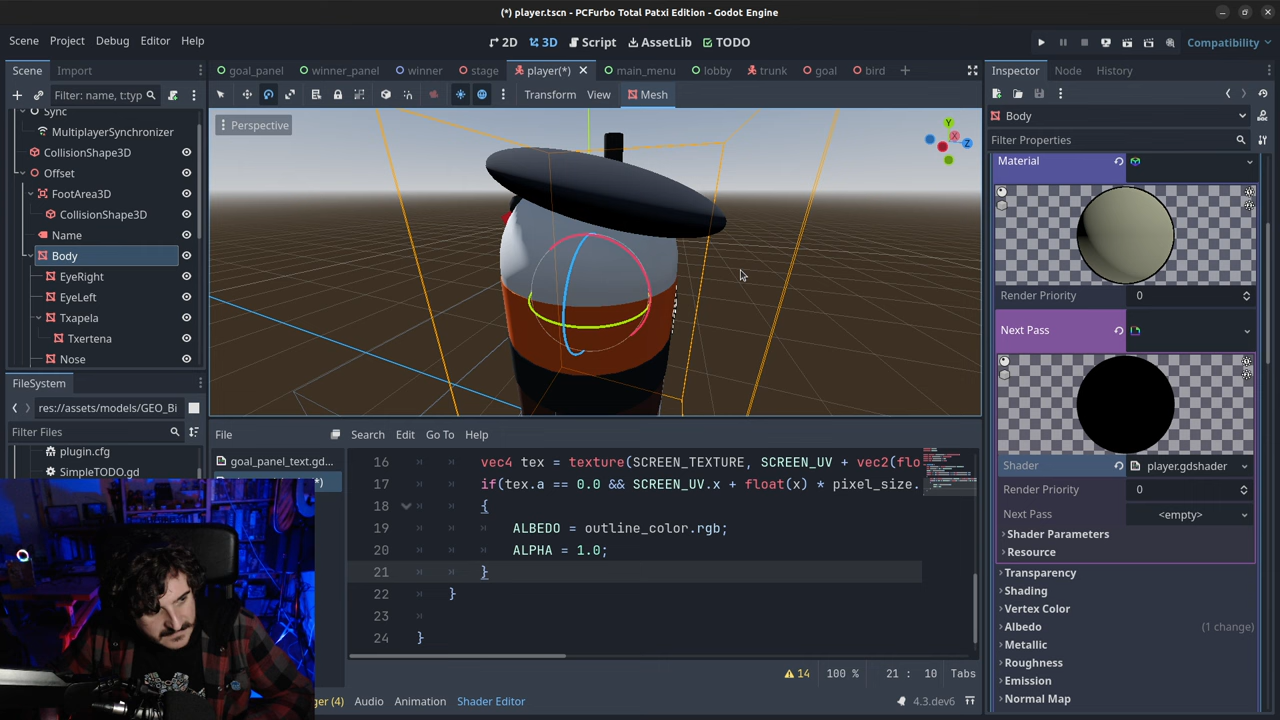 (*) player.tscn - PCFurbo Total Patxi Edition - Godot Engine
Scene Project Debug Editor Help
2D 3D Script AssetLib TODO
Compatibility
Scene Import
goal_panel winner_panel winner stage player(*) main_menu lobby trunk goal bird
Inspector Node History
Filter: name, t:typ
Transform View Mesh
Sync
MultiplayerSynchronizer
CollisionShape3D
Offset
FootArea3D
CollisionShape3D
Name
Body
EyeRight
EyeLeft
Txapela
Txertena
Nose
Perspective
Y
X
Z
Body
Filter Properties
Material
Render Priority 0
Next Pass
Shader player.gdshader
Render Priority 0
Next Pass <empty>
Shader Parameters
Resource
Transparency
Shading
Vertex Color
Albedo (1 change)
Metallic
Roughness
Emission
Normal Map
FileSystem
res://assets/models/GEO_Bi
Filter Files
plugin.cfg
SimpleTODO.gd
File Search Edit Go To Help
goal_panel_text.gd...
*)
16 vec4 tex = texture(SCREEN_TEXTURE, SCREEN_UV + vec2(flo
17 if(tex.a == 0.0 && SCREEN_UV.x + float(x) * pixel_size.
18 {
19 ALBEDO = outline_color.rgb;
20 ALPHA = 1.0;
21 }
22 }
23
24 }
14 100 % 21 : 10 Tabs
ger (4) Audio Animation Shader Editor
4.3.dev6